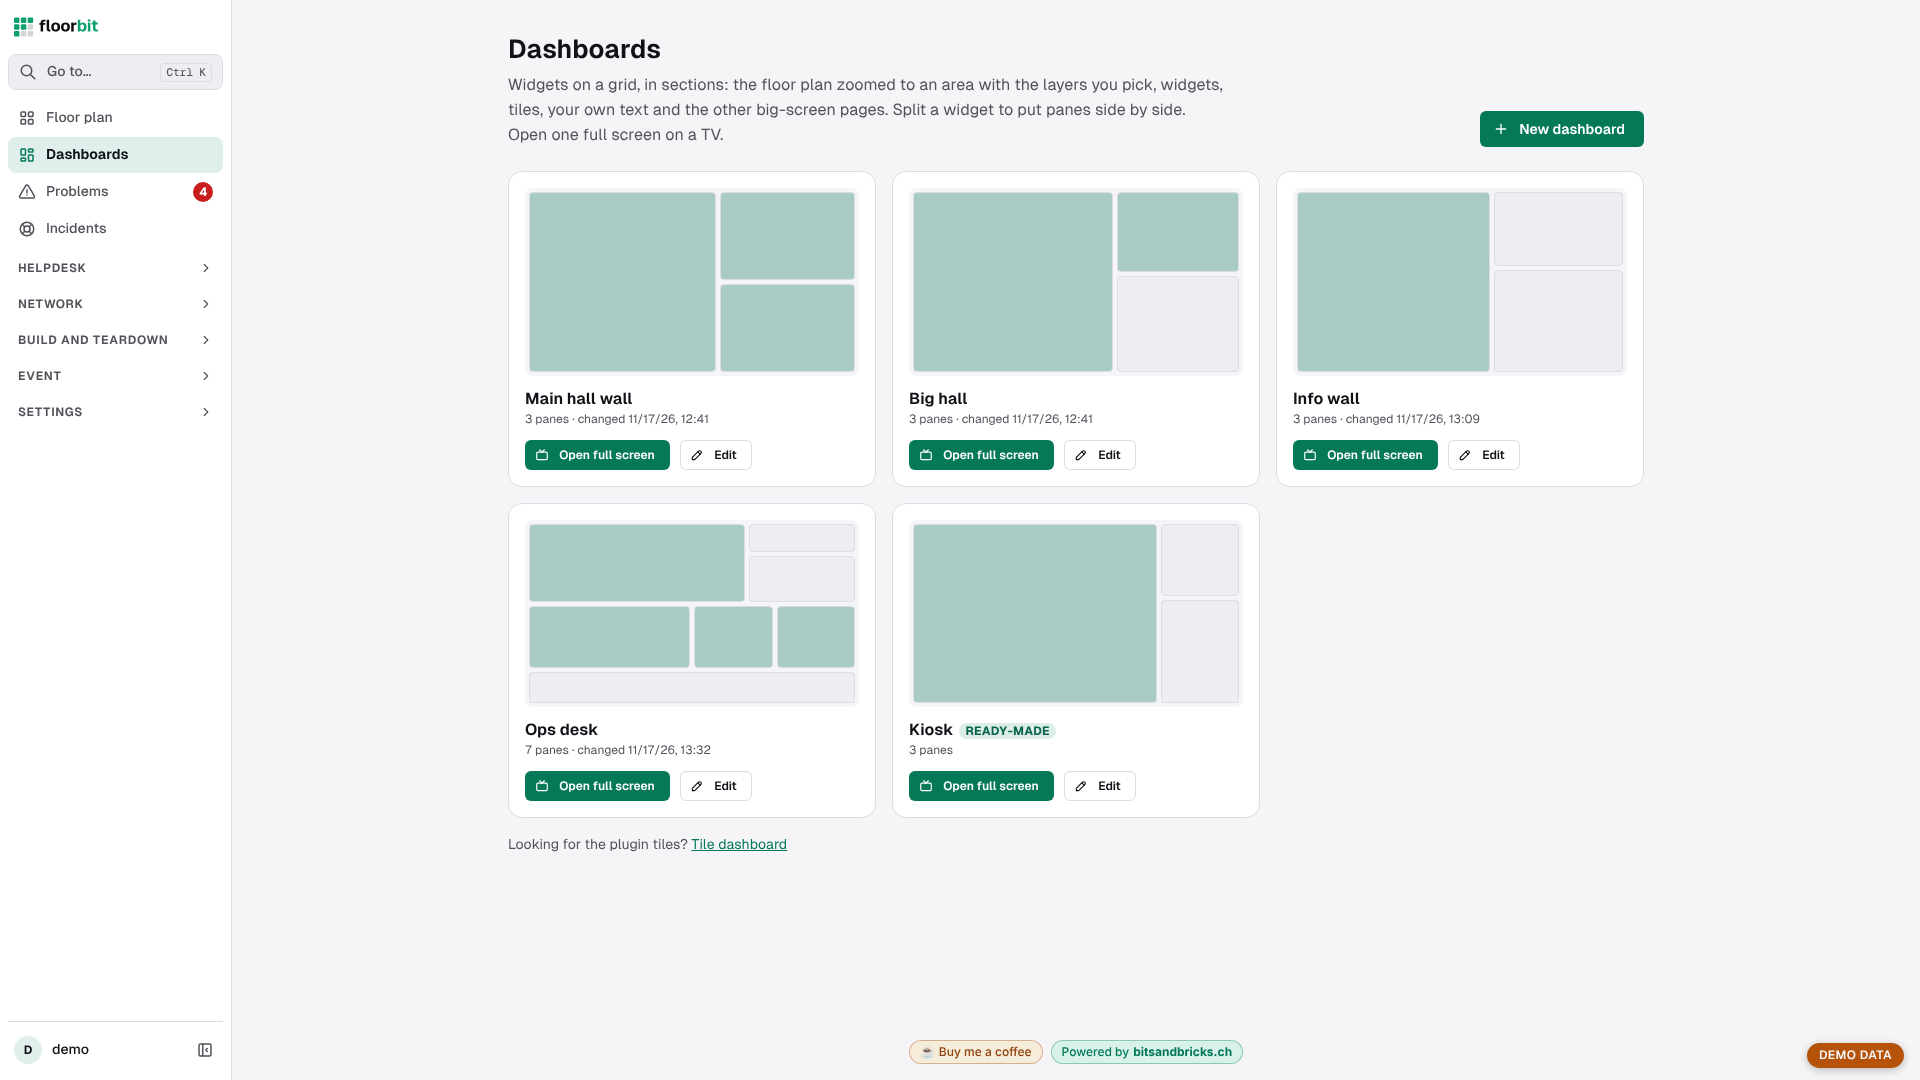 floorbit
Go to...
Ctrl K
Floor plan
Dashboards
Problems
4
Incidents
HELPDESK
NETWORK
BUILD AND TEARDOWN
EVENT
SETTINGS
D
demo
Dashboards
Widgets on a grid, in sections: the floor plan zoomed to an area with the layers you pick, widgets,
tiles, your own text and the other big-screen pages. Split a widget to put panes side by side.
Open one full screen on a TV.
New dashboard
Main hall wall
3 panes · changed 11/17/26, 12:41
Open full screen
Edit
Big hall
3 panes · changed 11/17/26, 12:41
Open full screen
Edit
Info wall
3 panes · changed 11/17/26, 13:09
Open full screen
Edit
Ops desk
7 panes · changed 11/17/26, 13:32
Open full screen
Edit
Kiosk READY-MADE
3 panes
Open full screen
Edit
Looking for the plugin tiles? Tile dashboard
Buy me a coffee
Powered by bitsandbricks.ch
DEMO DATA